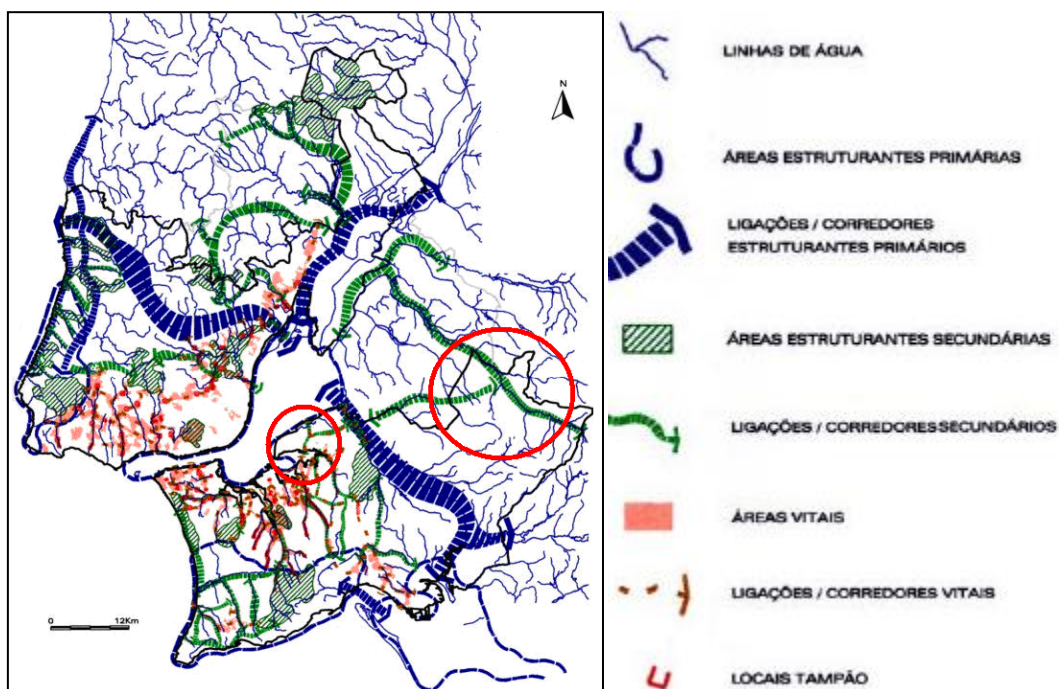 N
0 12Km
LINHAS DE ÁGUA
ÁREAS ESTRUTURANTES PRIMÁRIAS
LIGAÇÕES / CORREDORES
ESTRUTURANTES PRIMÁRIOS
ÁREAS ESTRUTURANTES SECUNDÁRIAS
LIGAÇÕES / CORREDORES SECUNDÁRIOS
ÁREAS VITAIS
LIGAÇÕES / CORREDORES VITAIS
LOCAIS TAMPÃO